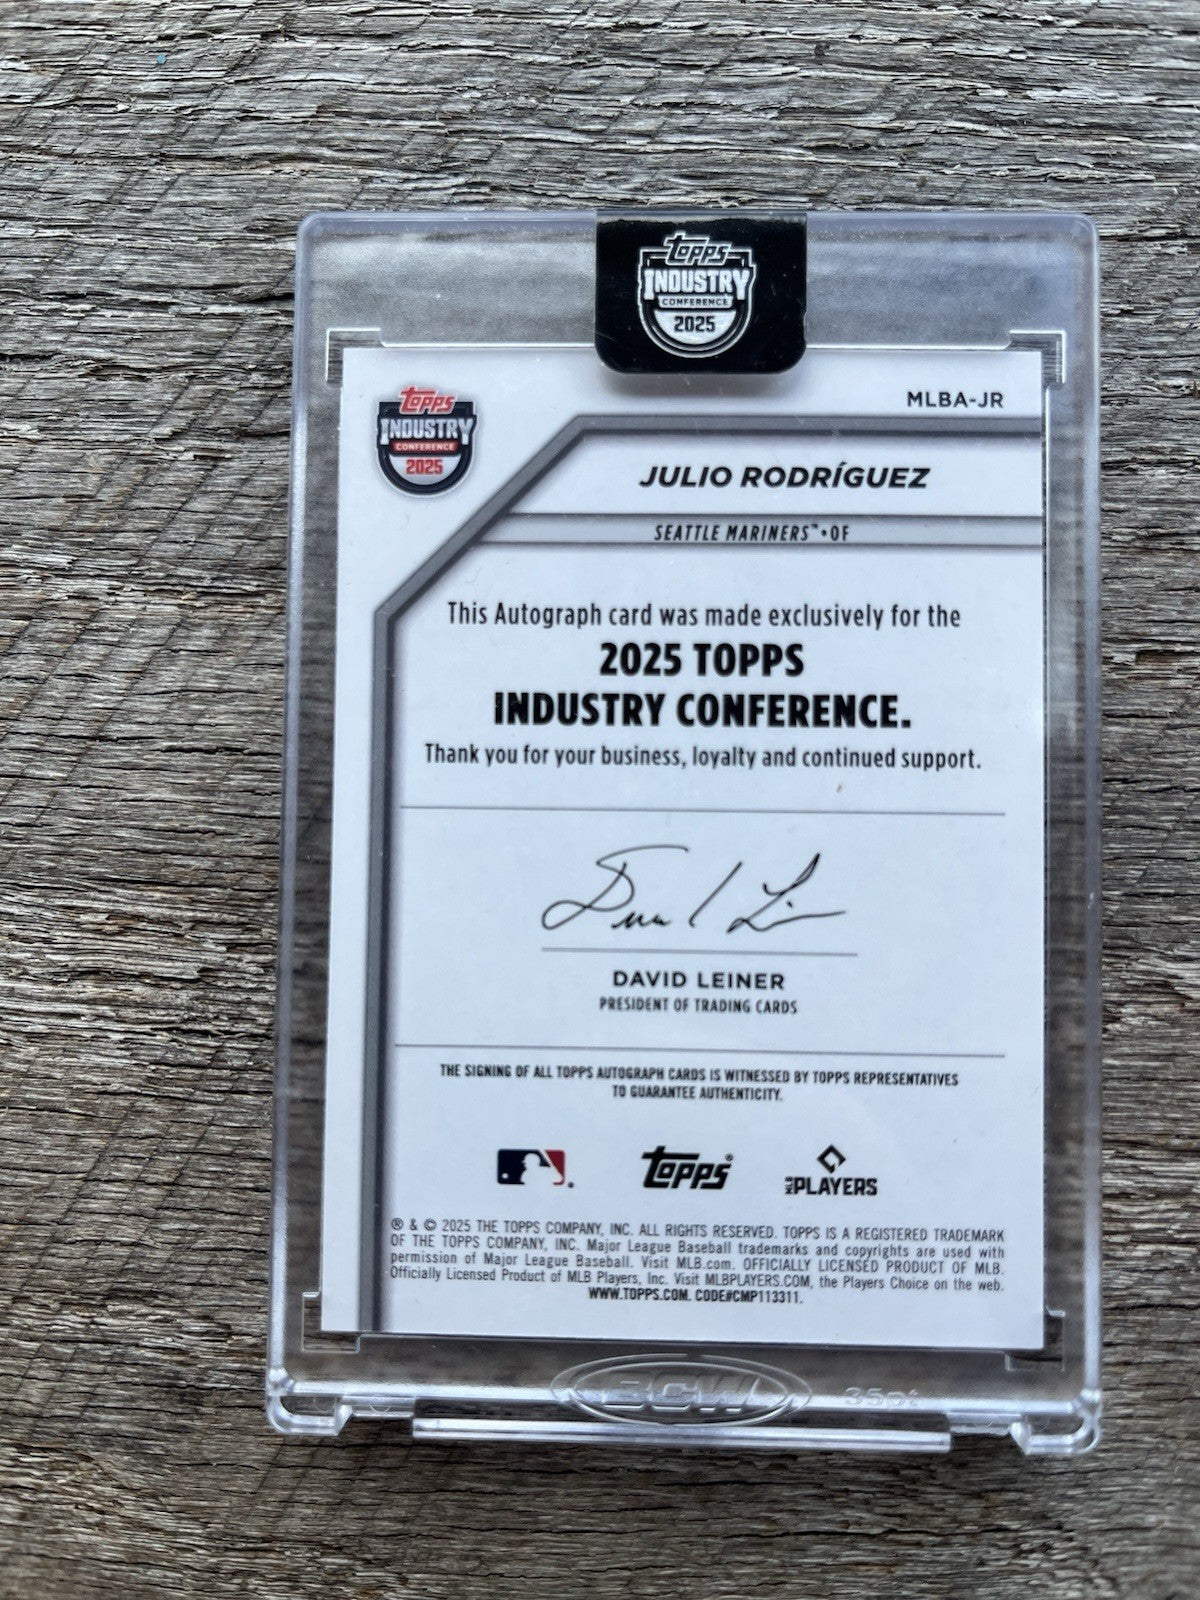 topps
INDUSTRY
CONFERENCE
2025
topps
INDUSTRY
CONFERENCE
2025
MLBA-JR
JULIO RODRÍGUEZ
SEATTLE MARINERS™ • OF
This Autograph card was made exclusively for the
2025 TOPPS
INDUSTRY CONFERENCE.
Thank you for your business, loyalty and continued support.
DAVID LEINER
PRESIDENT OF TRADING CARDS
THE SIGNING OF ALL TOPPS AUTOGRAPH CARDS IS WITNESSED BY TOPPS REPRESENTATIVES
TO GUARANTEE AUTHENTICITY.
topps®
MLB PLAYERS
® & © 2025 THE TOPPS COMPANY, INC. ALL RIGHTS RESERVED. TOPPS IS A REGISTERED TRADEMARK
OF THE TOPPS COMPANY, INC. Major League Baseball trademarks and copyrights are used with
permission of Major League Baseball. Visit MLB.com. OFFICIALLY LICENSED PRODUCT OF MLB.
Officially Licensed Product of MLB Players, Inc. Visit MLBPLAYERS.COM, the Players Choice on the web.
WWW.TOPPS.COM. CODE#CMP113311.
BCW 35pt